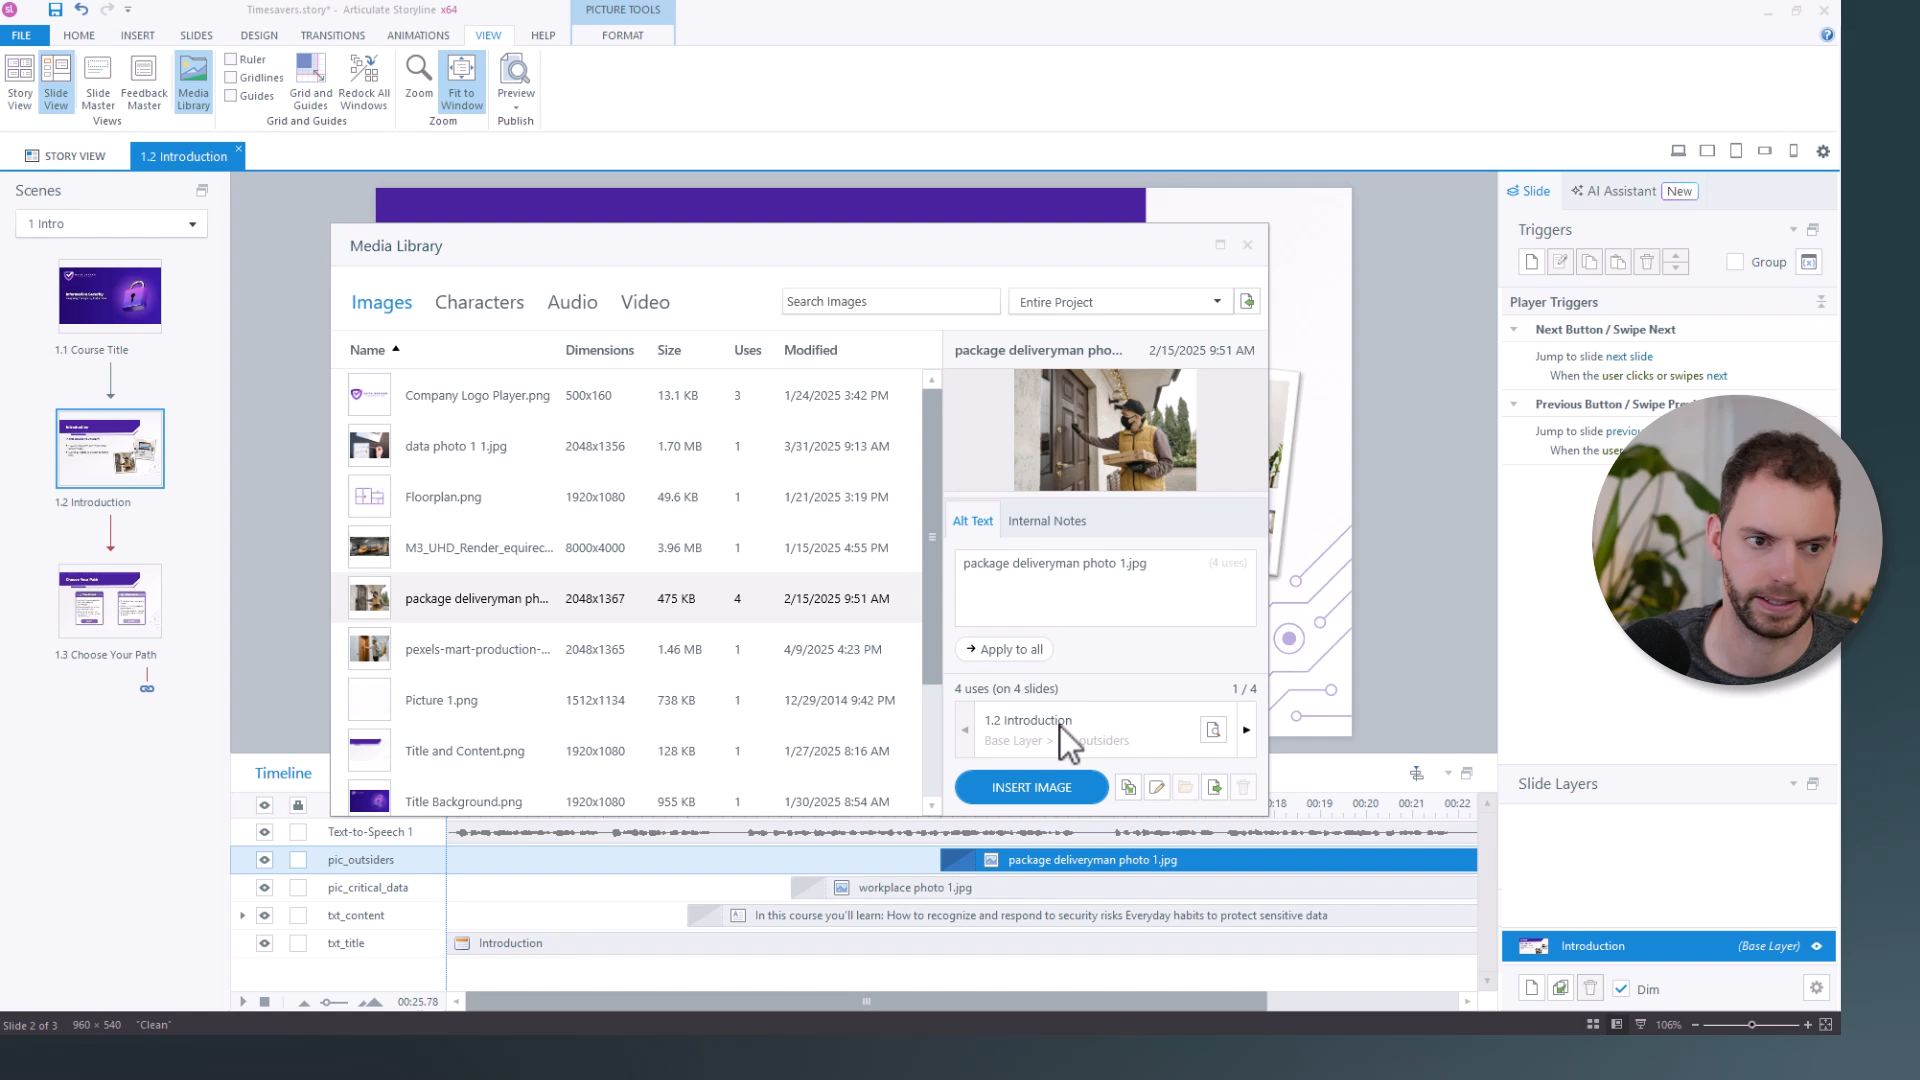 Timesavers.story* - Articulate Storyline x64
PICTURE TOOLS
FILE HOME INSERT SLIDES DESIGN TRANSITIONS ANIMATIONS VIEW HELP FORMAT
Story View
Slide View
Slide Master
Feedback Master
Media Library
Views
Ruler
Gridlines
Guides
Grid and Guides
Redock All Windows
Grid and Guides
Zoom
Fit to Window
Zoom
Preview
Publish
STORY VIEW
1.2 Introduction
Scenes
1 Intro
1.1 Course Title
1.2 Introduction
1.3 Choose Your Path
Media Library
Images Characters Audio Video
Search Images
Entire Project
Name Dimensions Size Uses Modified
Company Logo Player.png 500x160 13.1 KB 3 1/24/2025 3:42 PM
data photo 1 1.jpg 2048x1356 1.70 MB 1 3/31/2025 9:13 AM
Floorplan.png 1920x1080 49.6 KB 1 1/21/2025 3:19 PM
M3_UHD_Render_equirec... 8000x4000 3.96 MB 1 1/15/2025 4:55 PM
package deliveryman ph... 2048x1367 475 KB 4 2/15/2025 9:51 AM
pexels-mart-production-... 2048x1365 1.46 MB 1 4/9/2025 4:23 PM
Picture 1.png 1512x1134 738 KB 1 12/29/2014 9:42 PM
Title and Content.png 1920x1080 128 KB 1 1/27/2025 8:16 AM
Title Background.png 1920x1080 955 KB 1 1/30/2025 8:54 AM
package deliveryman pho... 2/15/2025 9:51 AM
Alt Text Internal Notes
package deliveryman photo 1.jpg (4 uses)
Apply to all
4 uses (on 4 slides) 1 / 4
1.2 Introduction
Base Layer > outsiders
INSERT IMAGE
Slide AI Assistant New
Triggers
Group
Player Triggers
Next Button / Swipe Next
Jump to slide next slide
When the user clicks or swipes next
Previous Button / Swipe
Jump to slide
When the
Timeline
:18 00:19 00:20 00:21 00:22
Text-to-Speech 1
pic_outsiders package deliveryman photo 1.jpg
pic_critical_data workplace photo 1.jpg
txt_content In this course you'll learn: How to recognize and respond to security risks Everyday habits to protect sensitive data
txt_title Introduction
00:25.78
Slide Layers
Introduction (Base Layer)
Dim
Slide 2 of 3 960 × 540 "Clean"
106%